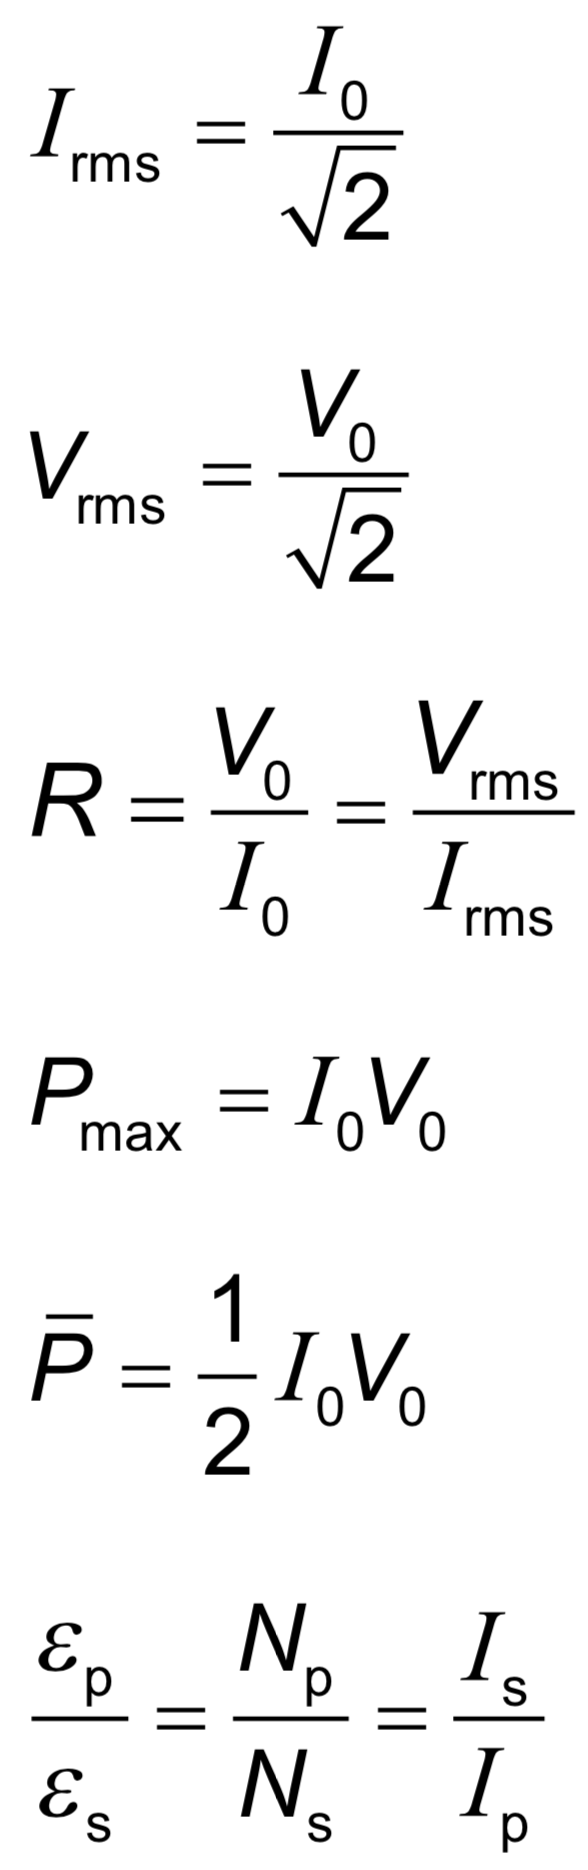 I_rms = I_0 / √2
V_rms = V_0 / √2
R = V_0 / I_0 = V_rms / I_rms
P_max = I_0 V_0
P̅ = 1/2 I_0 V_0
ε_p / ε_s = N_p / N_s = I_s / I_p